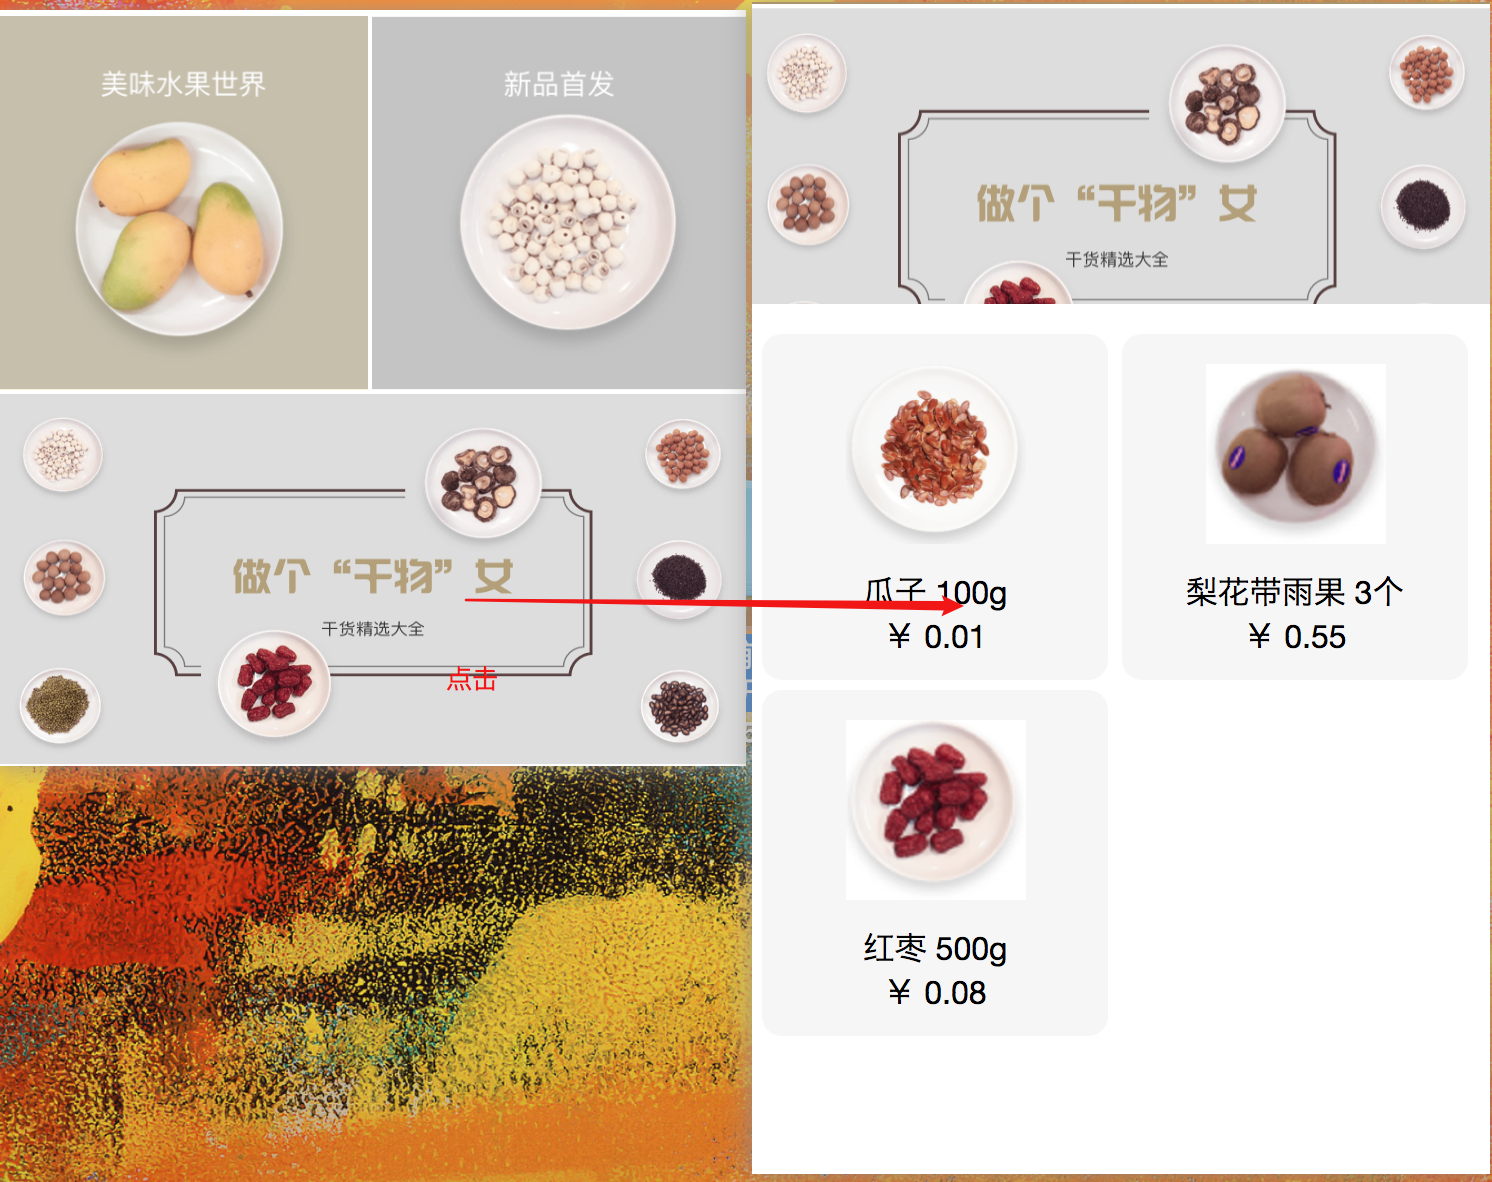 美味水果世界
新品首发
做个“干物”女
干货精选大全
点击
做个“干物”女
干货精选大全
瓜子 100g
¥ 0.01
梨花带雨果 3个
¥ 0.55
红枣 500g
¥ 0.08